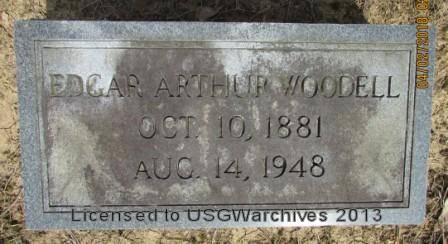 EDGAR ARTHUR WOODELL
OCT. 10, 1881
AUG. 14, 1948
Licensed to USGWarchives 2013